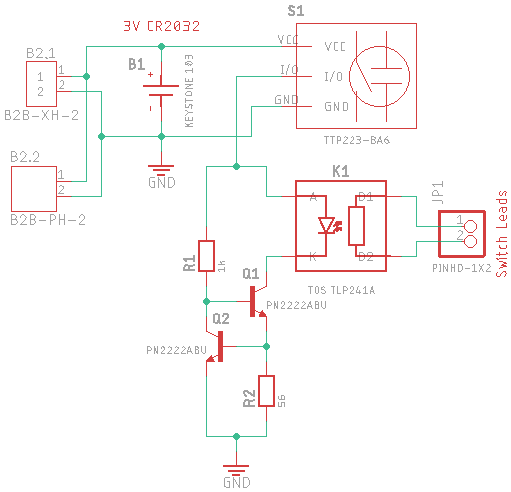 3V CR2032
S1
VCC VCC
I/O I/O
GND GND
TTP223-BA6
B2.1
1 1
2 2
B2B-XH-2
B1
+
-
KEYSTONE 103
GND
B2.2
1
2
B2B-PH-2
K1
A D1
K D2
TOS TLP241A
JP1
1
2
PINHD-1X2
Switch Leads
R1
1k
Q1
PN2222ABU
Q2
PN2222ABU
R2
56
GND